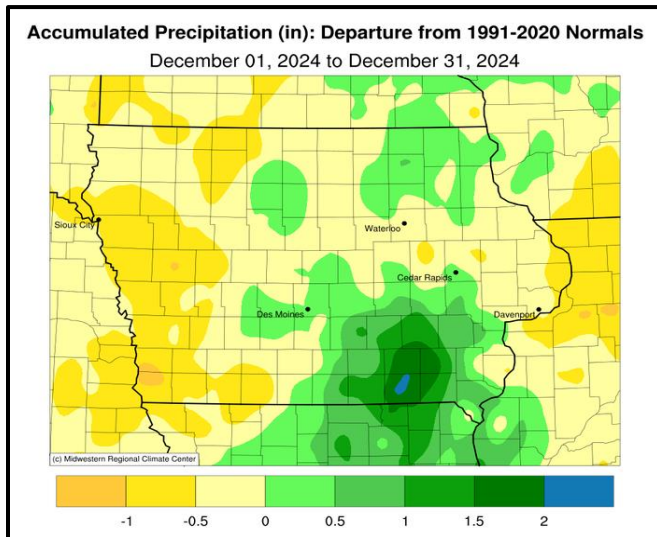 Accumulated Precipitation (in): Departure from 1991-2020 Normals
December 01, 2024 to December 31, 2024
Sioux City
Waterloo
Cedar Rapids
Des Moines
Davenport
(c) Midwestern Regional Climate Center
-1 -0.5 0 0.5 1 1.5 2